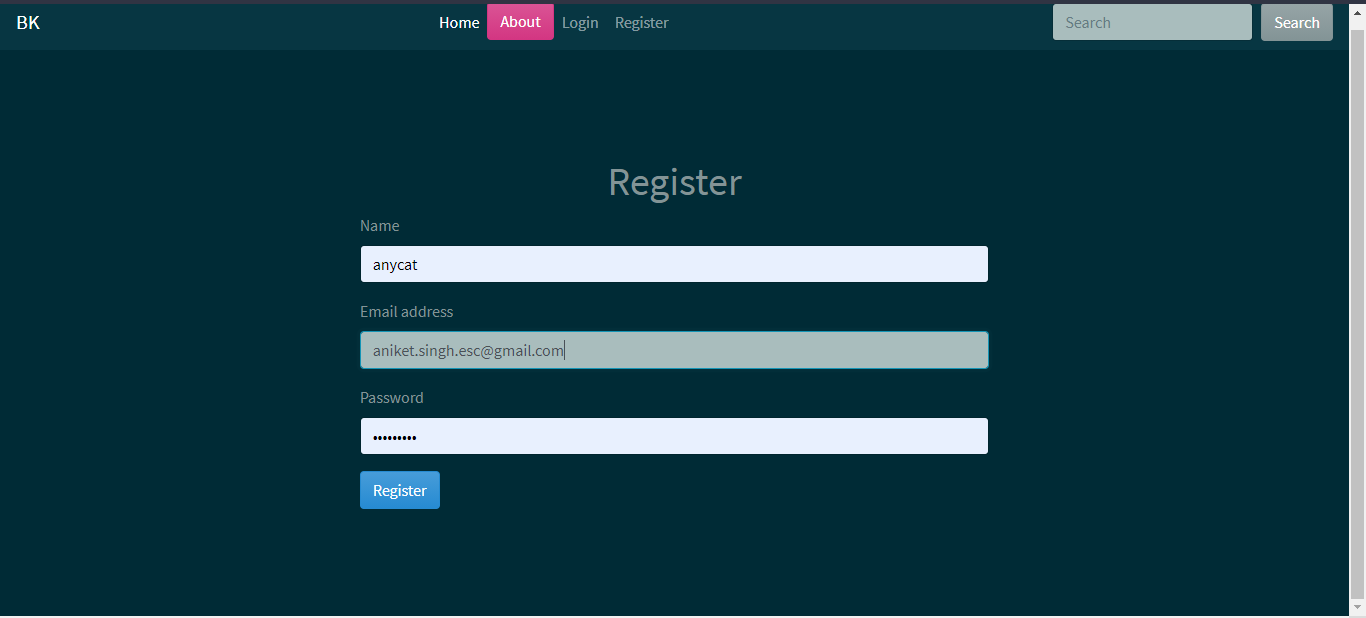 BK Home About Login Register Search Search
Register
Name
anycat
Email address
aniket.singh.esc@gmail.com
Password
•••••••••
Register